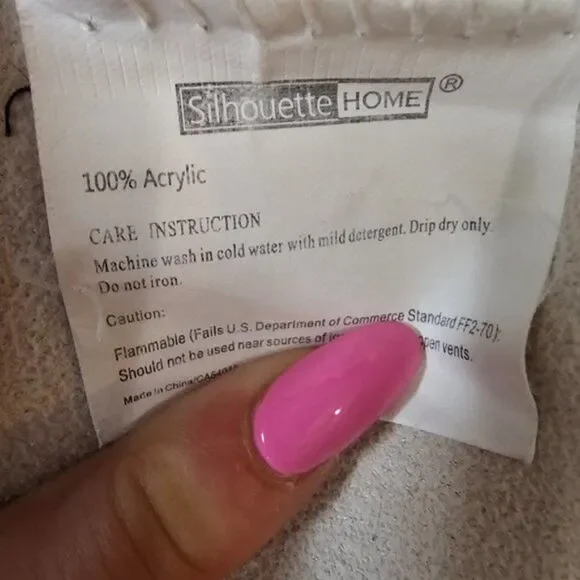 Silhouette HOME ®
100% Acrylic
CARE INSTRUCTION
Machine wash in cold water with mild detergent. Drip dry only.
Do not iron.
Caution:
Flammable (Fails U.S. Department of Commerce Standard FF2-70):
Should not be used near sources of open vents.
Made in China